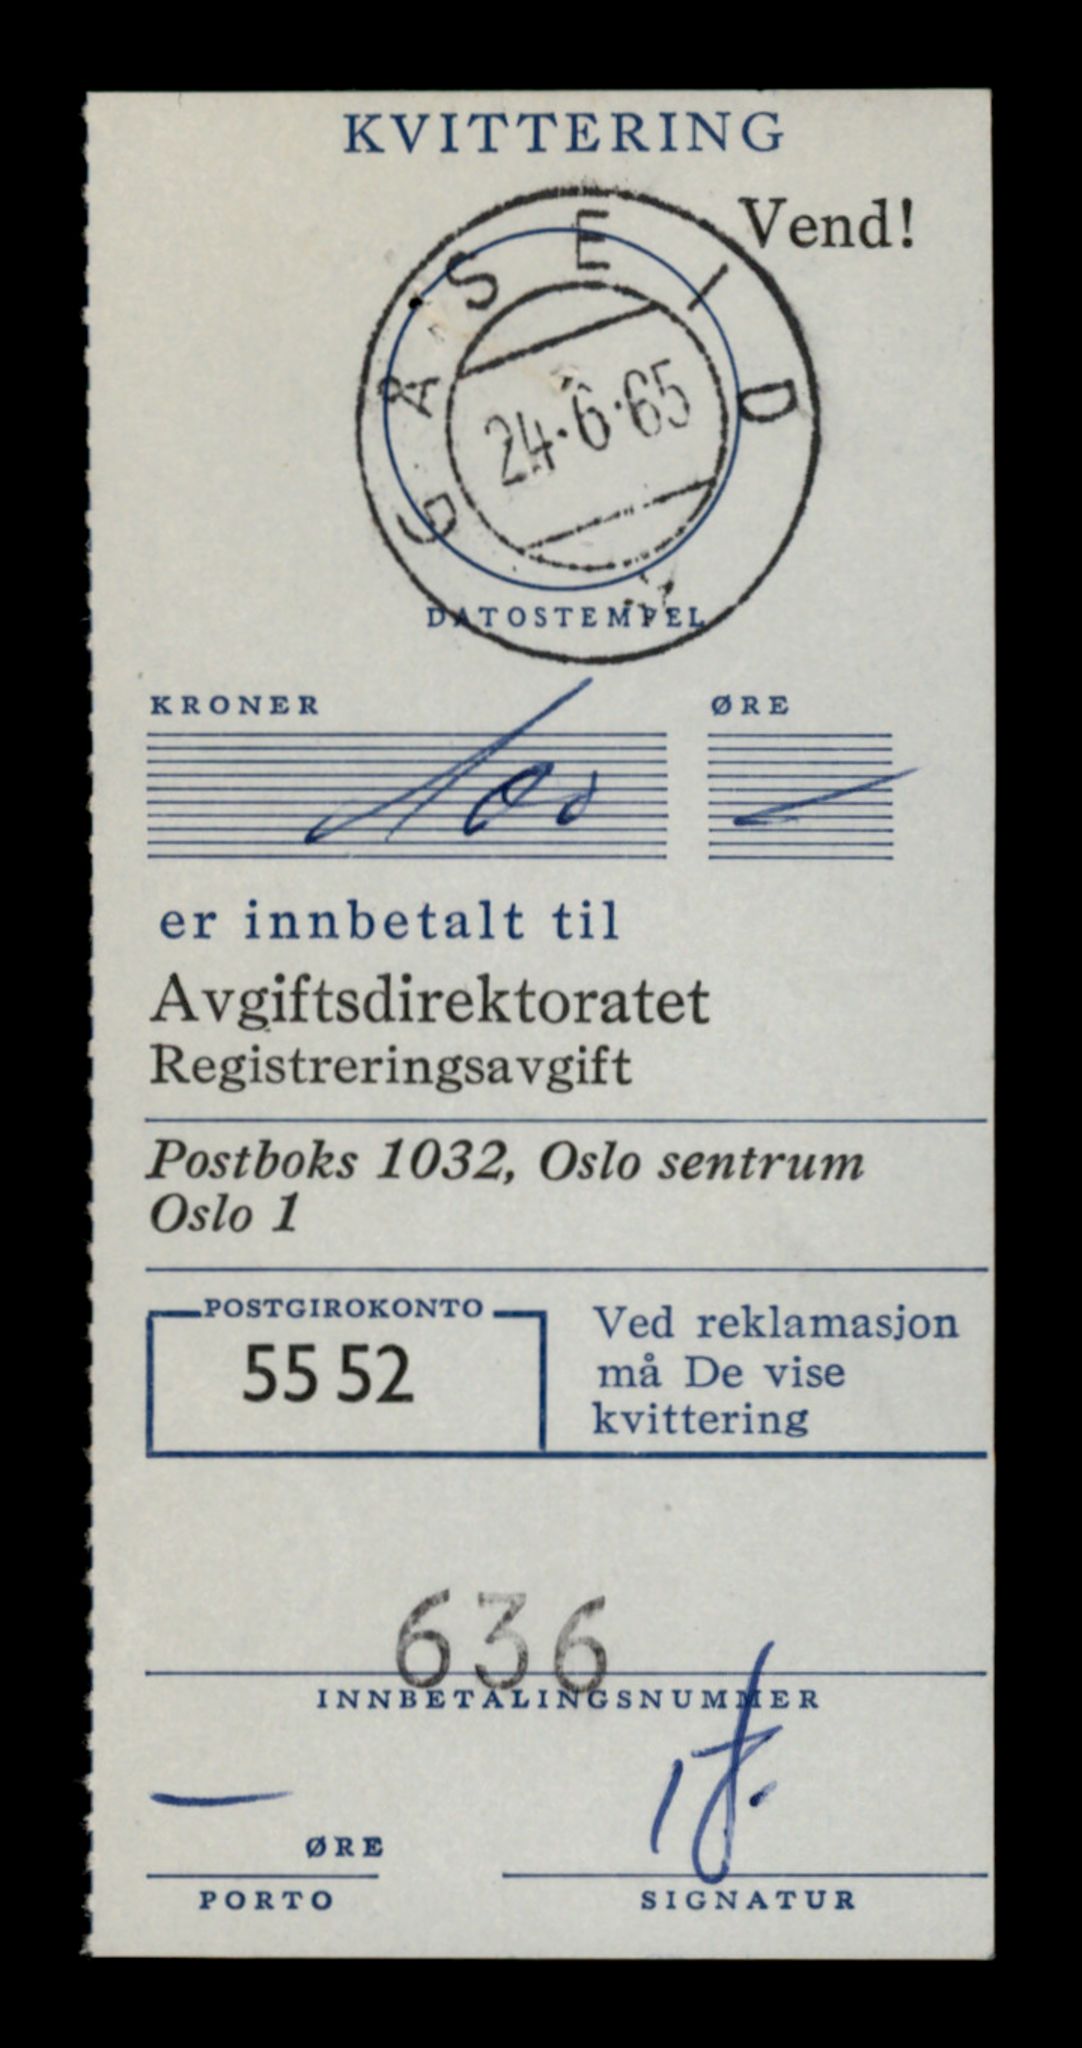 KVITTERING
Vend!
GÅSEID
24·6·65
DATOSTEMPEL
KRONER
ØRE
100
—
er innbetalt til
Avgiftsdirektoratet
Registreringsavgift
Postboks 1032, Oslo sentrum
Oslo 1
POSTGIROKONTO
55 52
Ved reklamasjon
må De vise
kvittering
636
INNBETALINGSNUMMER
—
ØRE
PORTO
SIGNATUR